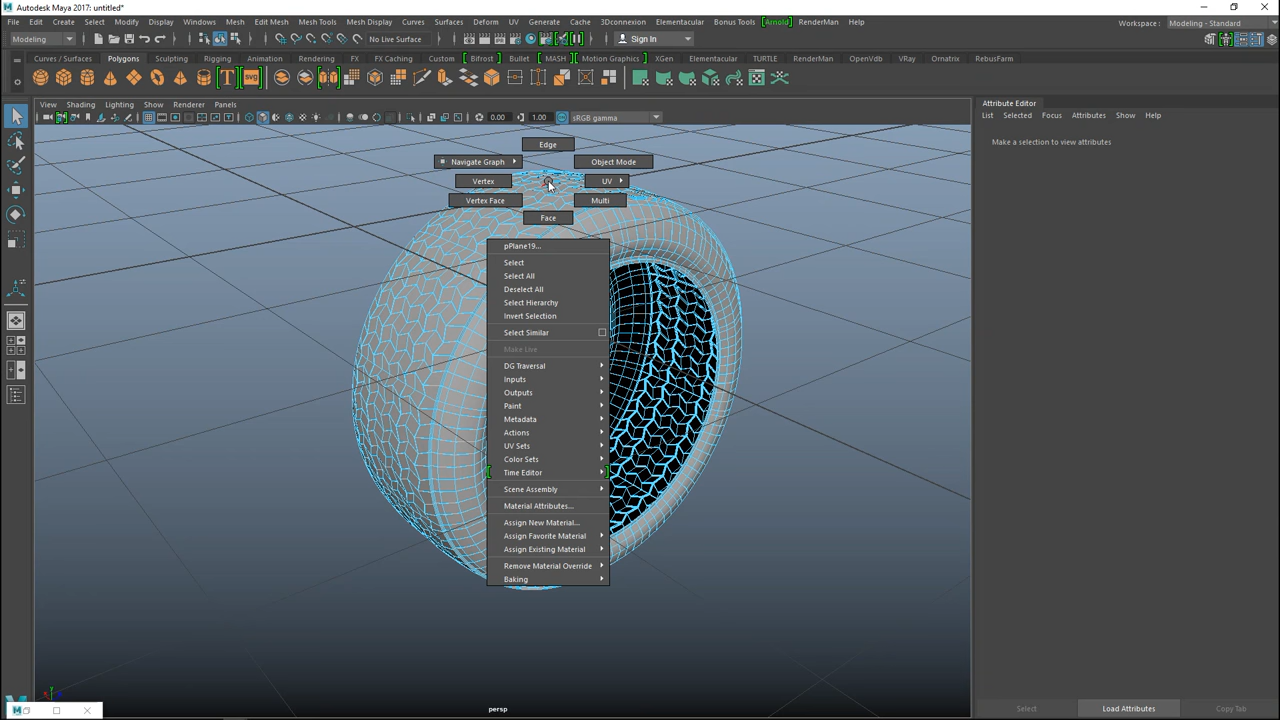 Autodesk Maya 2017: untitled*
File Edit Create Select Modify Display Windows Mesh Edit Mesh Mesh Tools Mesh Display Curves Surfaces Deform UV Generate Cache 3Dconnexion Elementacular Bonus Tools Arnold RenderMan Help
Workspace : Modeling - Standard*
Modeling No Live Surface Sign In
Curves / Surfaces Polygons Sculpting Rigging Animation Rendering FX FX Caching Custom Bifrost Bullet MASH Motion Graphics XGen Elementacular TURTLE RenderMan OpenVdb VRay Ornatrix RebusFarm
T svg
View Shading Lighting Show Renderer Panels
0.00 1.00 sRGB gamma
Attribute Editor
List Selected Focus Attributes Show Help
Make a selection to view attributes
Edge
Navigate Graph Object Mode
Vertex UV
Vertex Face Multi
Face
pPlane19...
Select
Select All
Deselect All
Select Hierarchy
Invert Selection
Select Similar
Make Live
DG Traversal
Inputs
Outputs
Paint
Metadata
Actions
UV Sets
Color Sets
Time Editor
Scene Assembly
Material Attributes...
Assign New Material...
Assign Favorite Material
Assign Existing Material
Remove Material Override
Baking
persp
Select Load Attributes Copy Tab